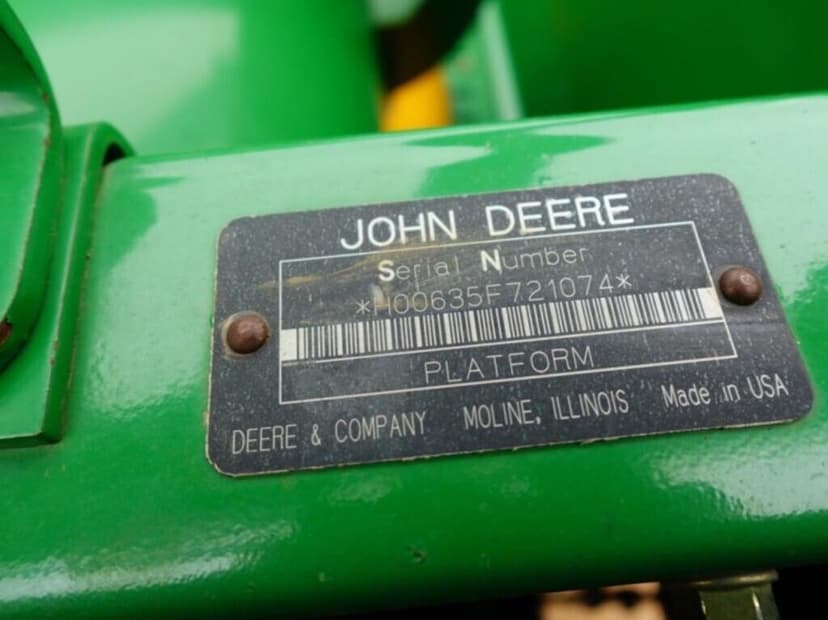 JOHN DEERE
Serial Number
*H00635F721074*
PLATFORM
DEERE & COMPANY MOLINE, ILLINOIS Made in USA